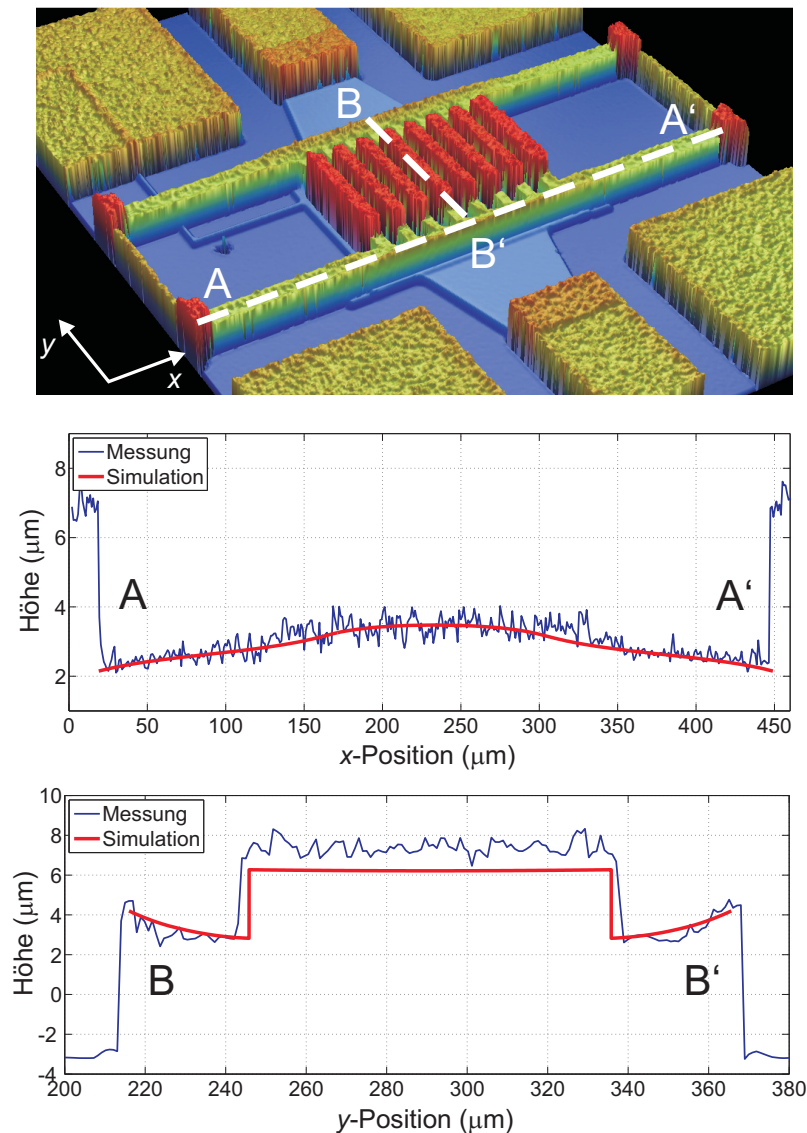 B
A‘
A
B‘
y
x
Messung
Simulation
8
6
4
2
Höhe (μm)
A
A‘
0 50 100 150 200 250 300 350 400 450
x-Position (μm)
Messung
Simulation
10
8
6
4
2
0
-2
-4
Höhe (μm)
B
B‘
200 220 240 260 280 300 320 340 360 380
y-Position (μm)